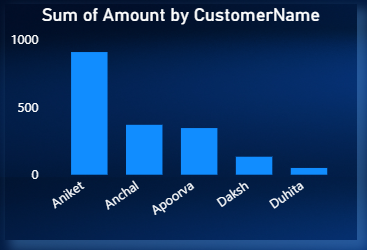 Sum of Amount by CustomerName
1000
500
0
Aniket
Anchal
Apoorva
Daksh
Duhita